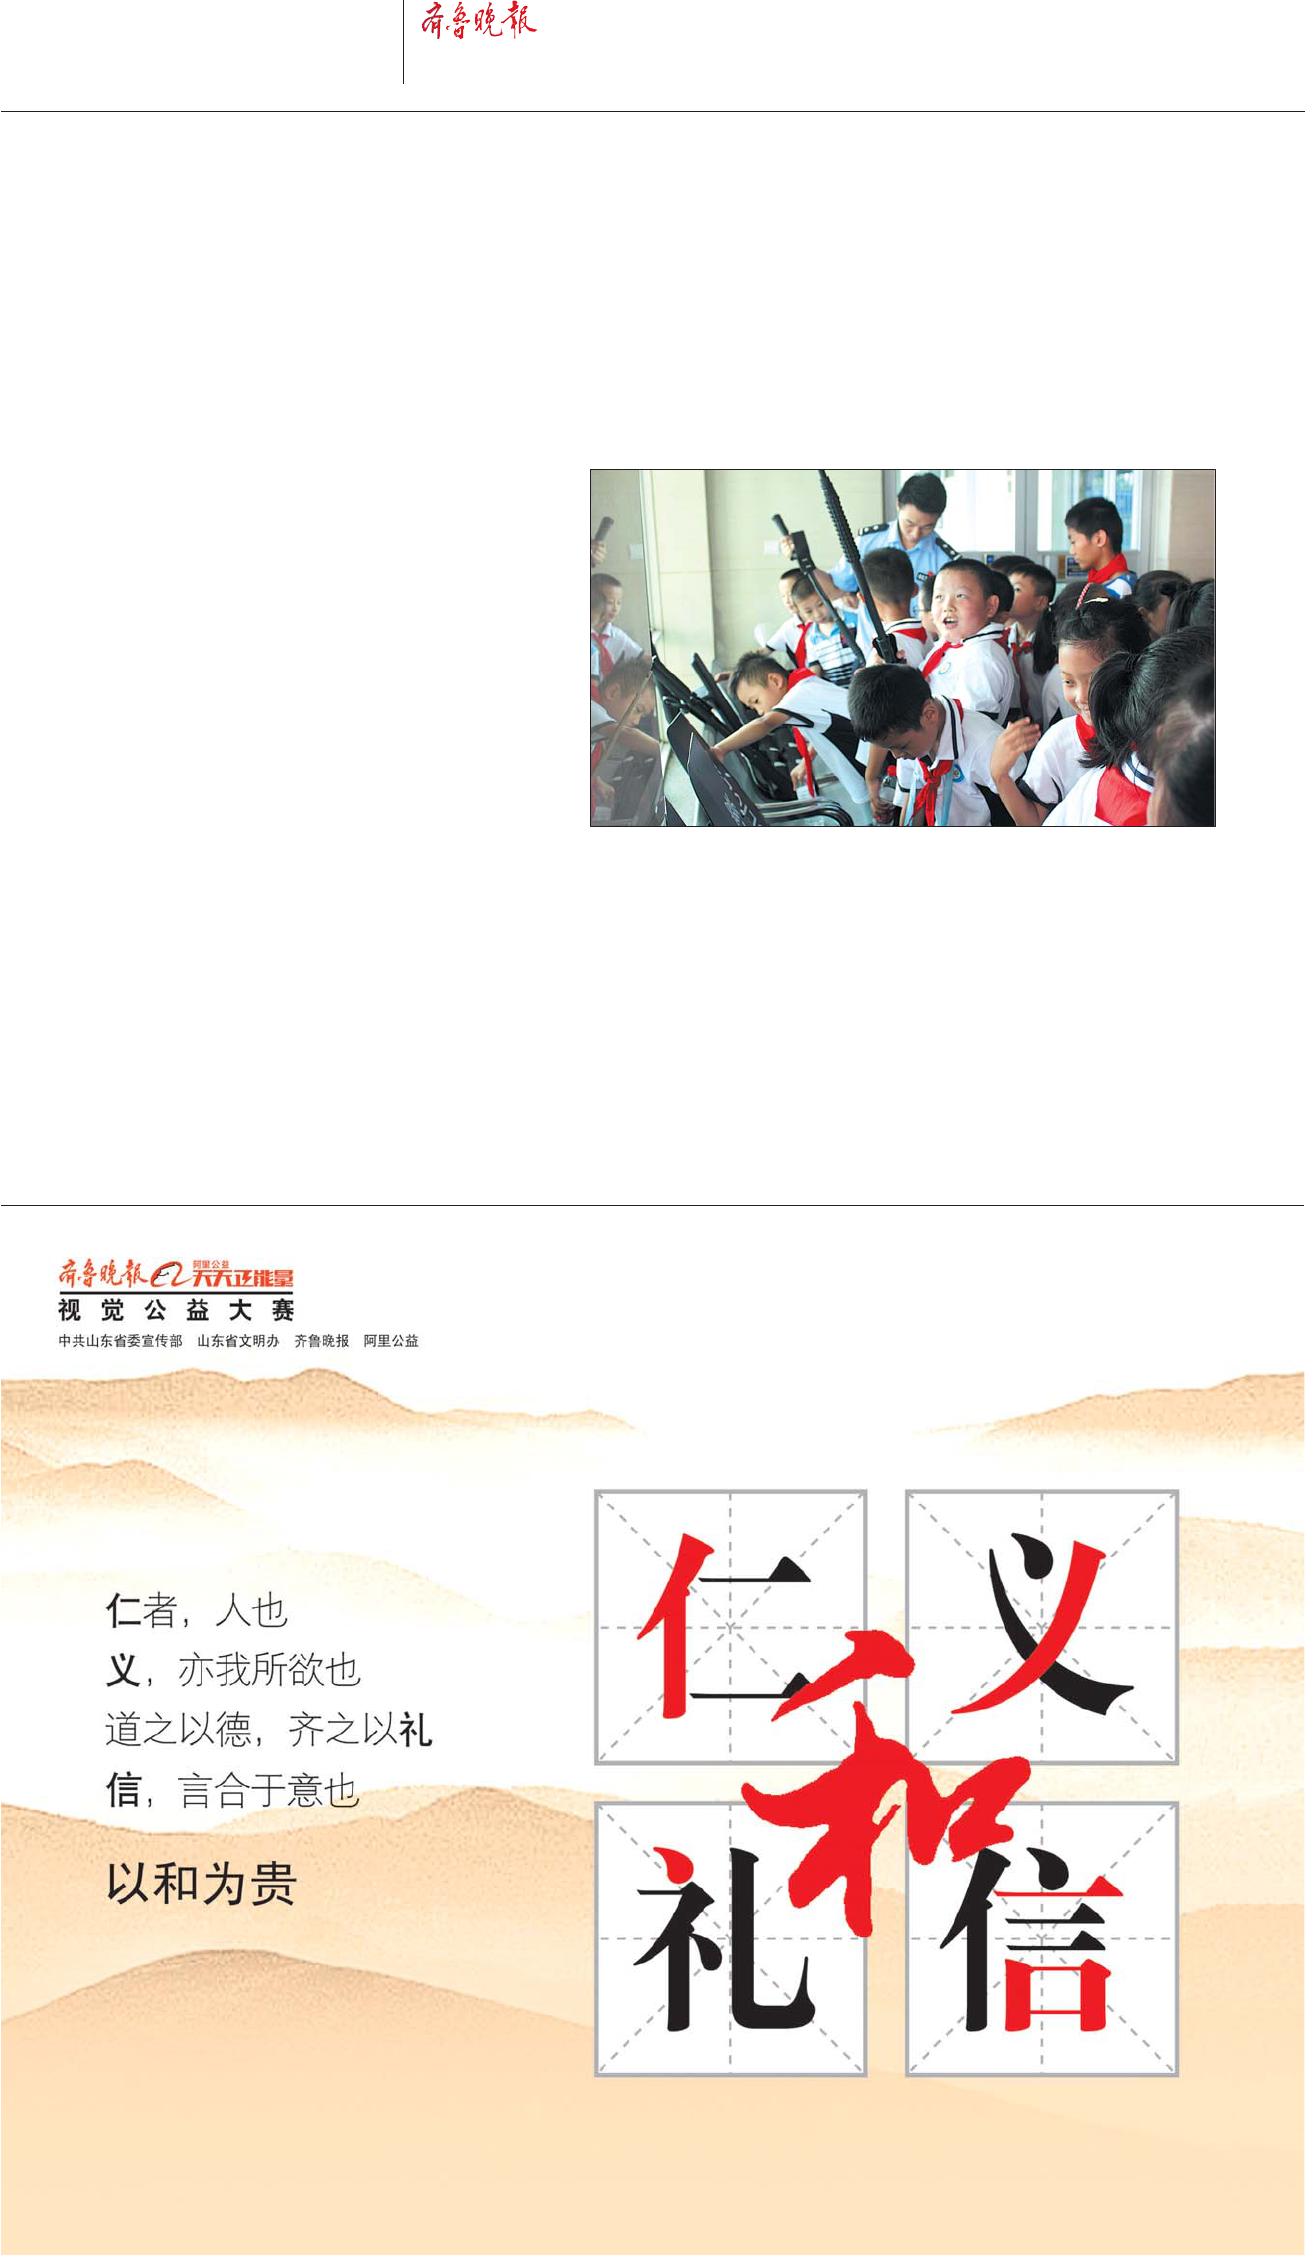 齐鲁晚报
齐鲁晚报 阿里公益 天天正能量
视觉公益大赛
中共山东省委宣传部 山东省文明办 齐鲁晚报 阿里公益
仁者，人也
义，亦我所欲也
道之以德，齐之以礼
信，言合于意也
以和为贵
仁 义
和
礼 信